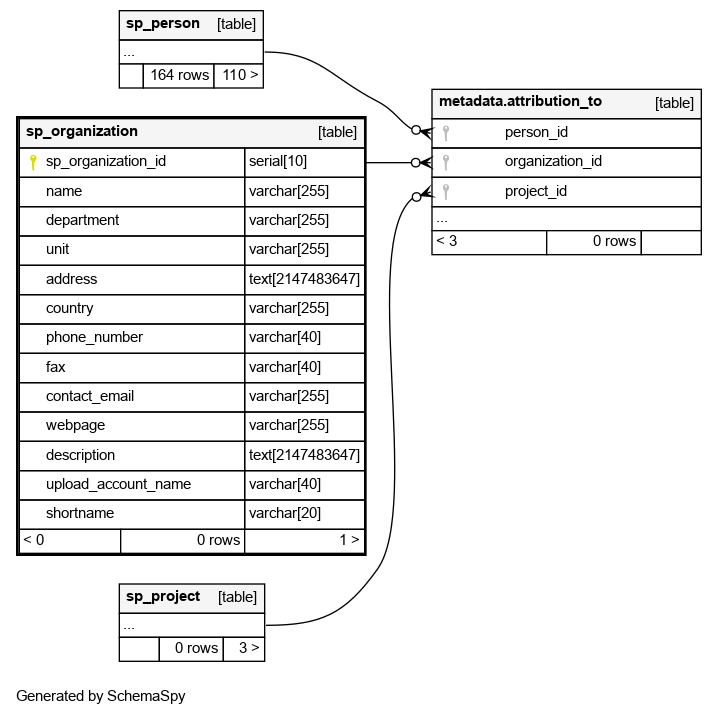 sp_person [table]
...
164 rows 110 >
metadata.attribution_to [table]
person_id
organization_id
project_id
...
< 3 0 rows
sp_organization [table]
sp_organization_id serial[10]
name varchar[255]
department varchar[255]
unit varchar[255]
address text[2147483647]
country varchar[255]
phone_number varchar[40]
fax varchar[40]
contact_email varchar[255]
webpage varchar[255]
description text[2147483647]
upload_account_name varchar[40]
shortname varchar[20]
< 0 0 rows 1 >
sp_project [table]
...
0 rows 3 >
Generated by SchemaSpy